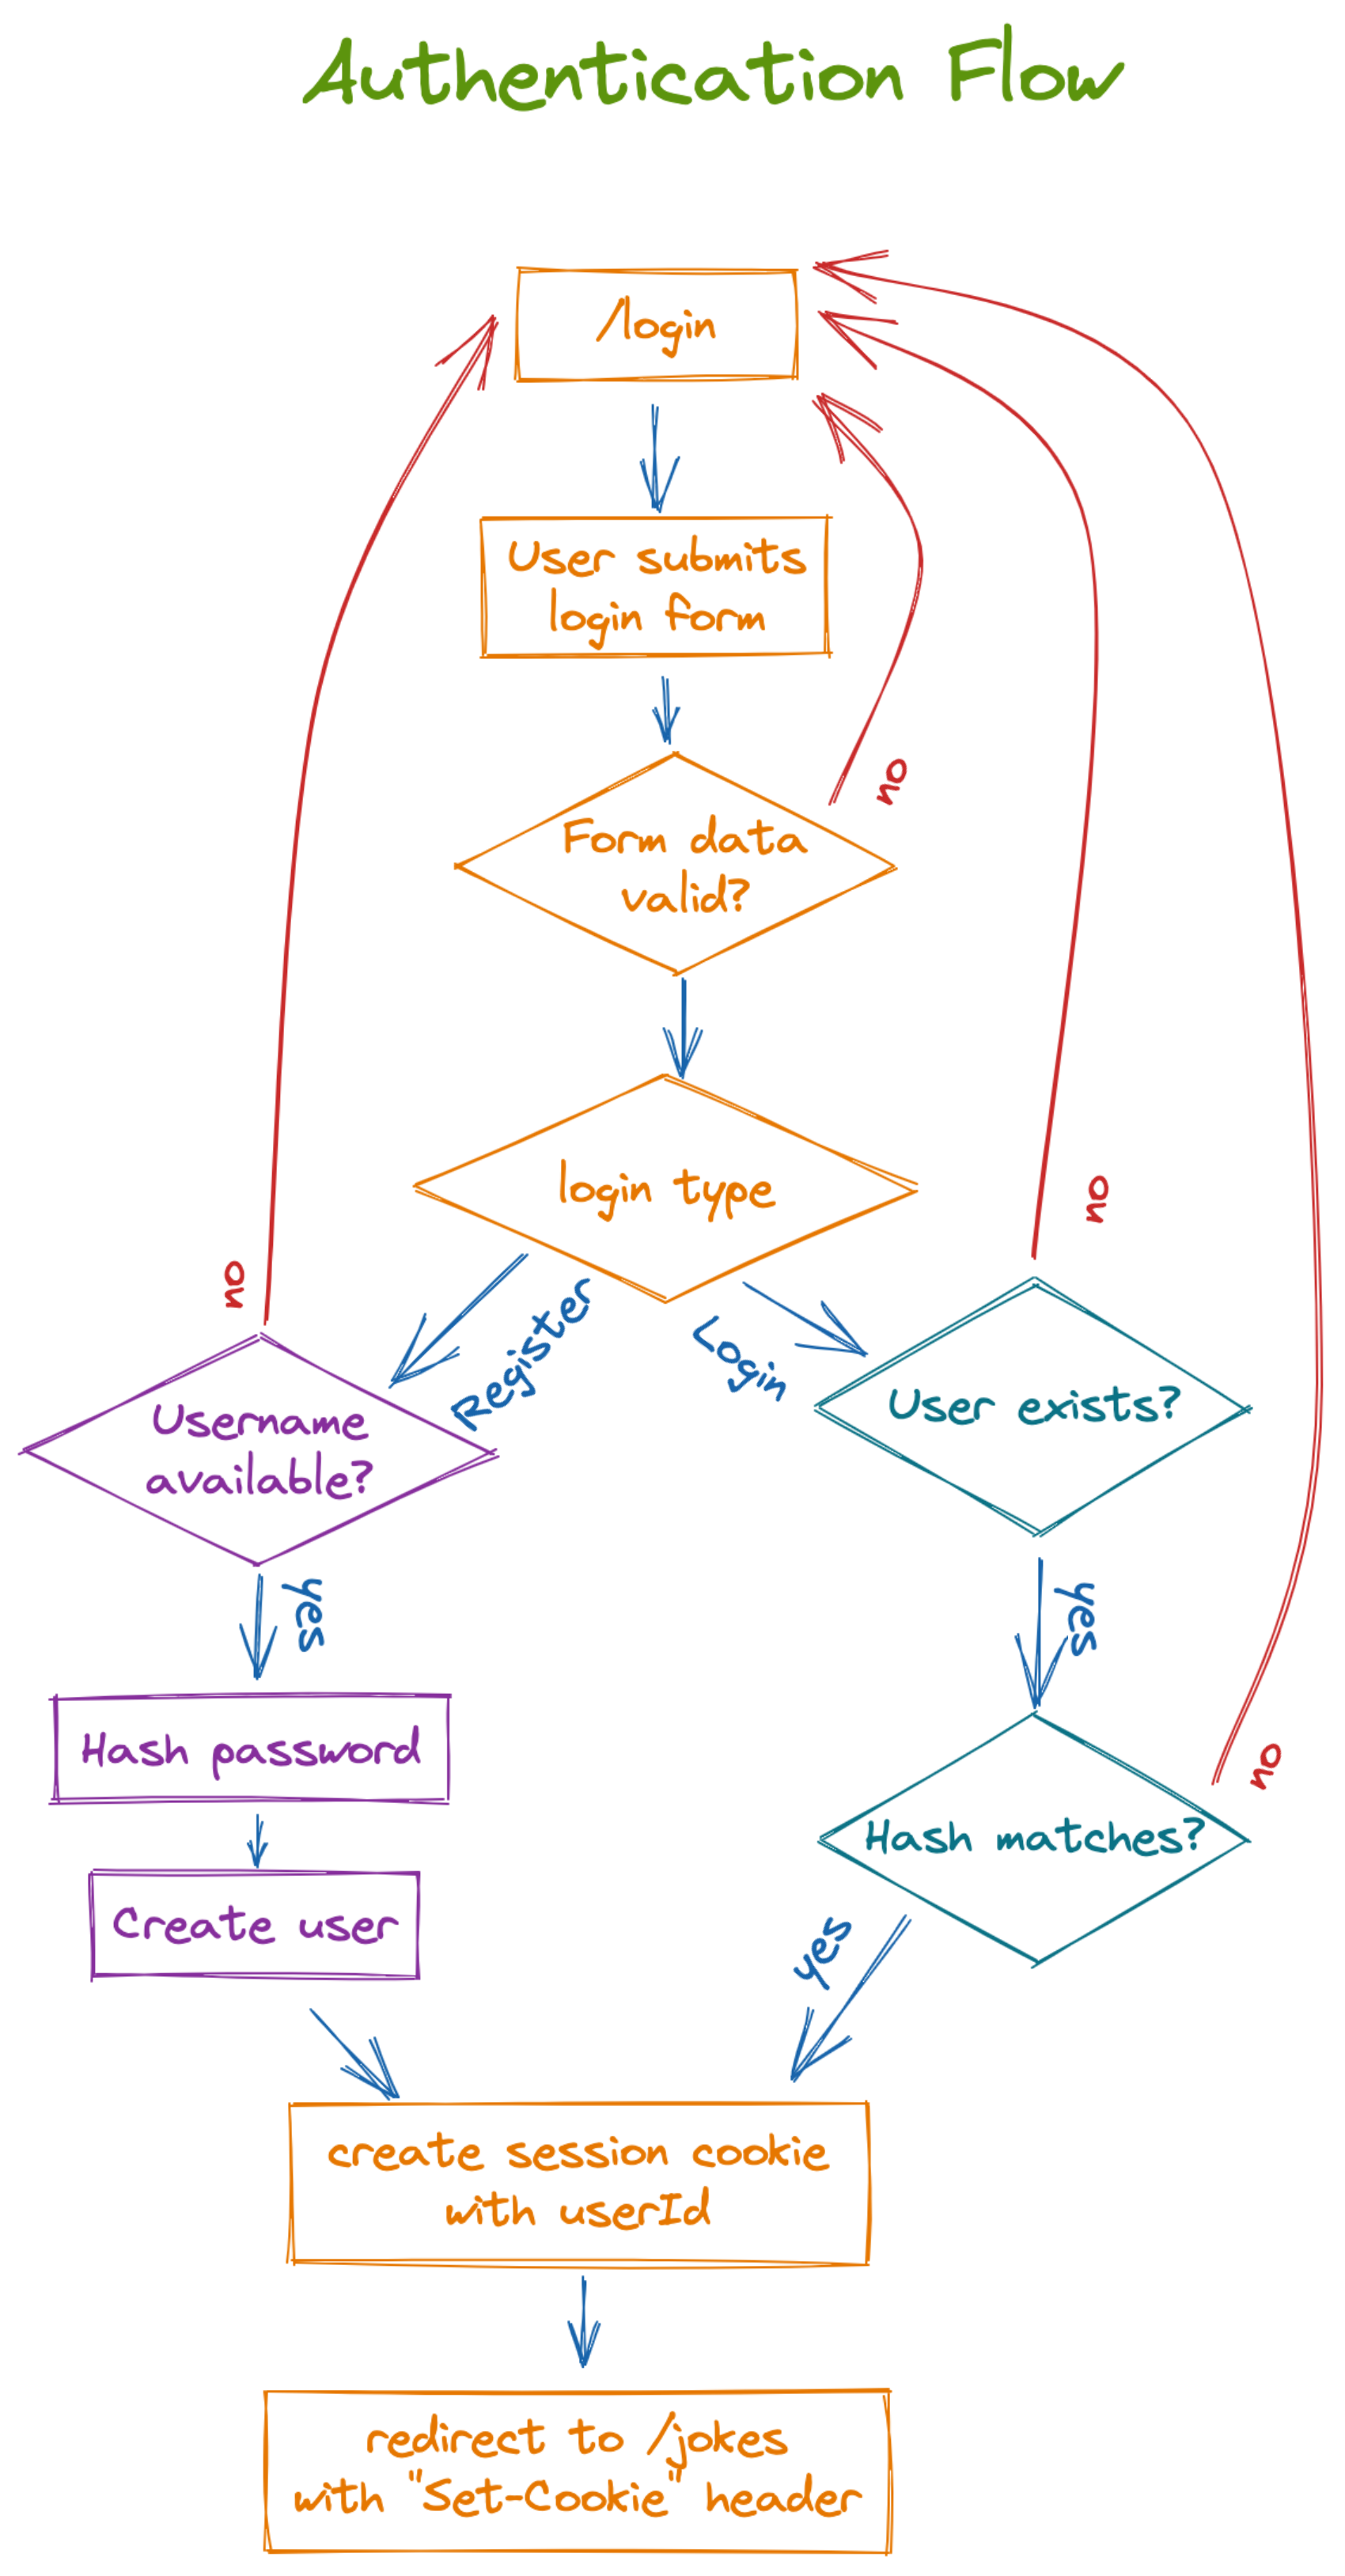 Authentication Flow
/login
User submits
login form
no
Form data
valid?
login type
no
no
Register
Login
Username
available?
User exists?
yes
yes
Hash password
no
Hash matches?
Create user
yes
create session cookie
with userId
redirect to /jokes
with "Set-Cookie" header